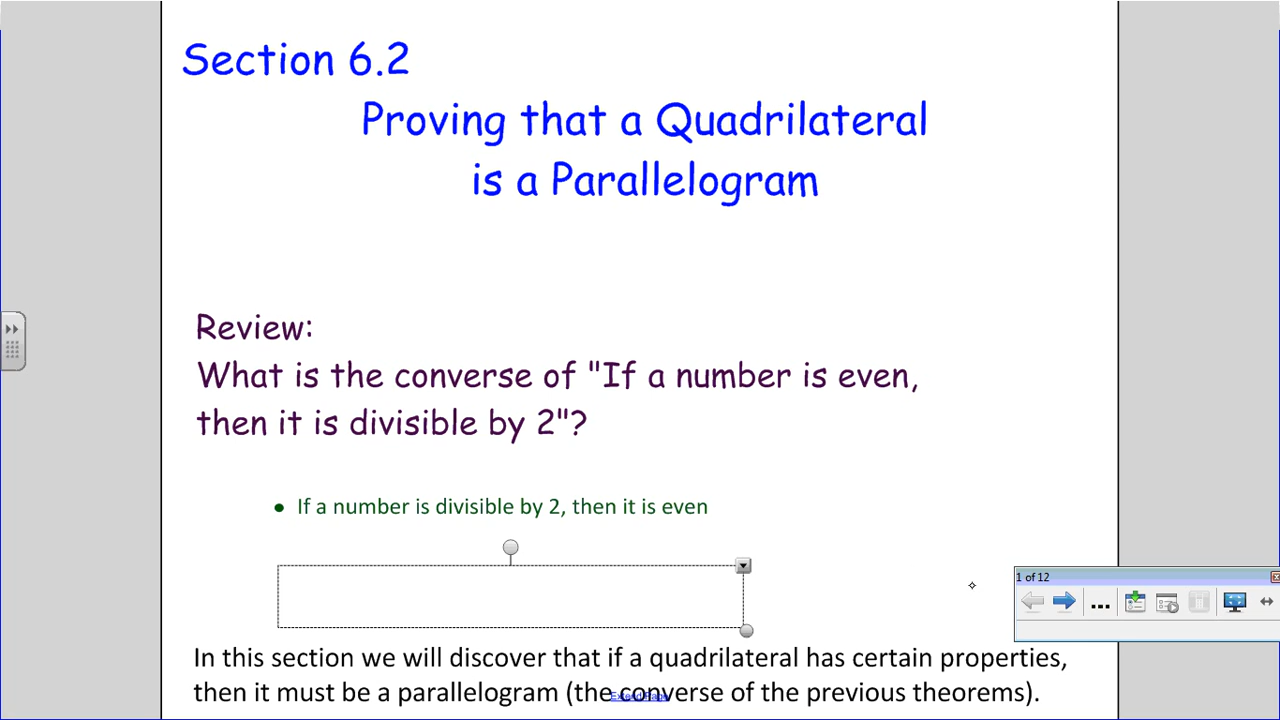 Section 6.2
Proving that a Quadrilateral
is a Parallelogram
Review:
What is the converse of "If a number is even,
then it is divisible by 2"?
• If a number is divisible by 2, then it is even
1 of 12
In this section we will discover that if a quadrilateral has certain properties,
then it must be a parallelogram (the converse of the previous theorems).
Extend Page